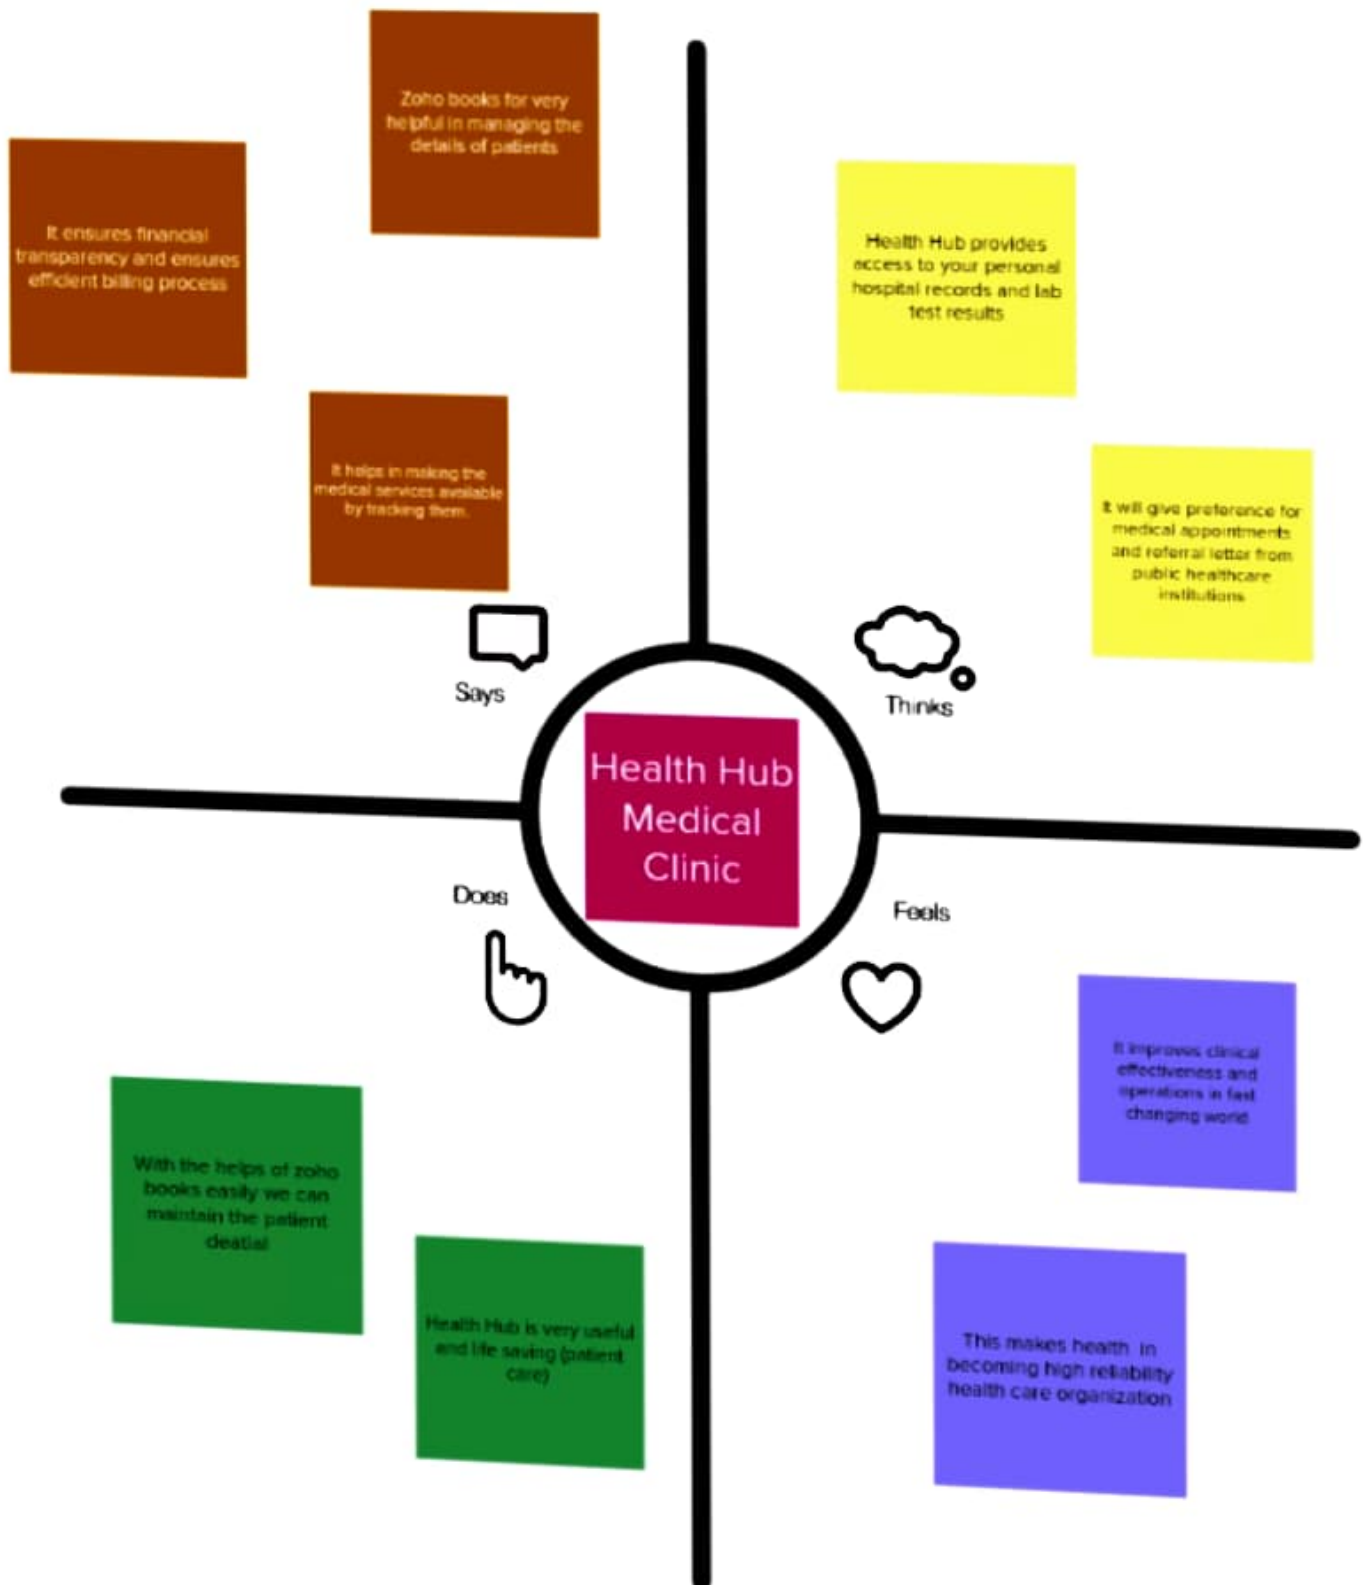 Zoho books for very
helpful in managing the
details of patients
It ensures financial
transparency and ensures
efficient billing process
It helps in making the
medical services available
by tracking them.
Says
Health Hub provides
access to your personal
hospital records and lab
test results
It will give preference for
medical appointments
and referral letter from
public healthcare
institutions
Thinks
Health Hub
Medical
Clinic
Does
With the helps of zoho
books easily we can
maintain the patient
deatial
Health Hub is very useful
and life saving (patient
care)
Feels
It improves clinical
effectiveness and
operations in fast
changing world
This makes health in
becoming high reliability
health care organization